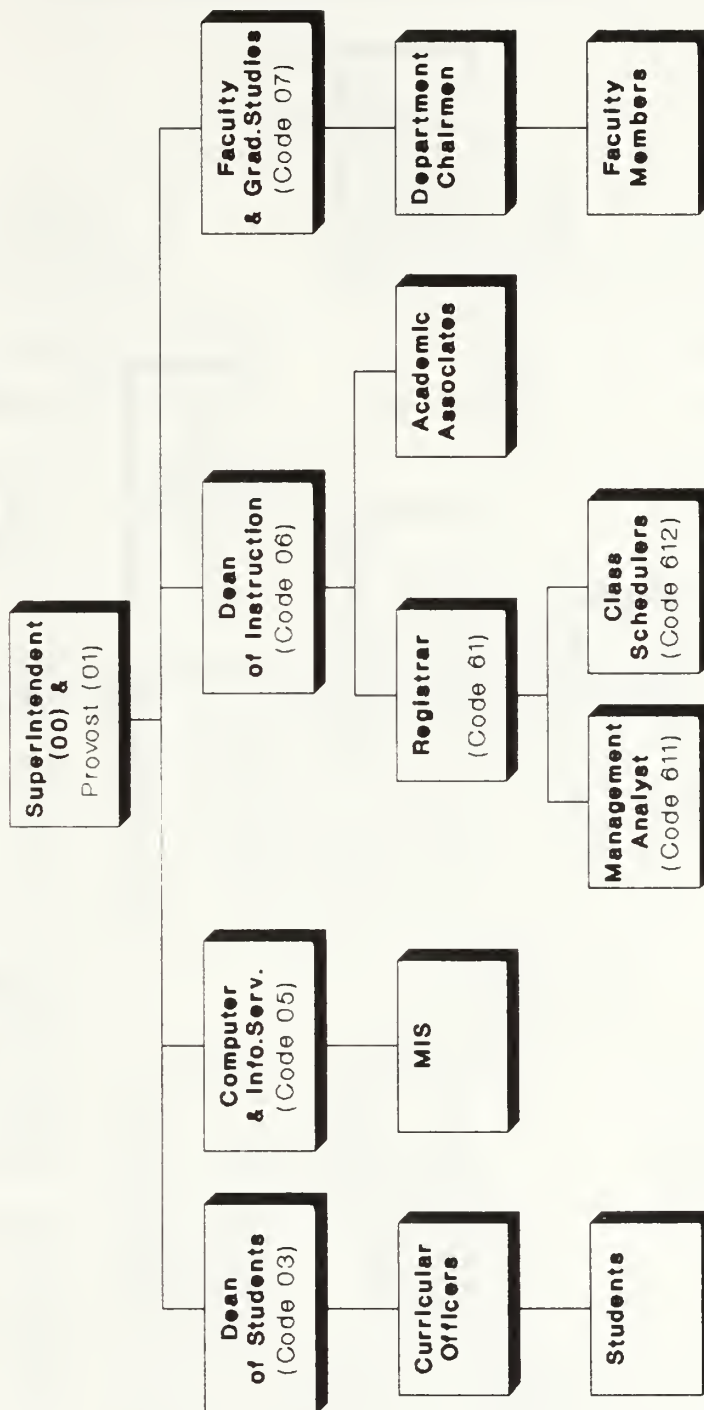 Superintendent
(00) &
Provost (01)
Dean
of Students
(Code 03)
Computer
& Info.Serv.
(Code 05)
Dean
of Instruction
(Code 06)
Faculty
& Grad.Studies
(Code 07)
Curricular
Officers
MIS
Registrar
(Code 61)
Academic
Associates
Department
Chairmen
Students
Management
Analyst
(Code 611)
Class
Schedulers
(Code 612)
Faculty
Members